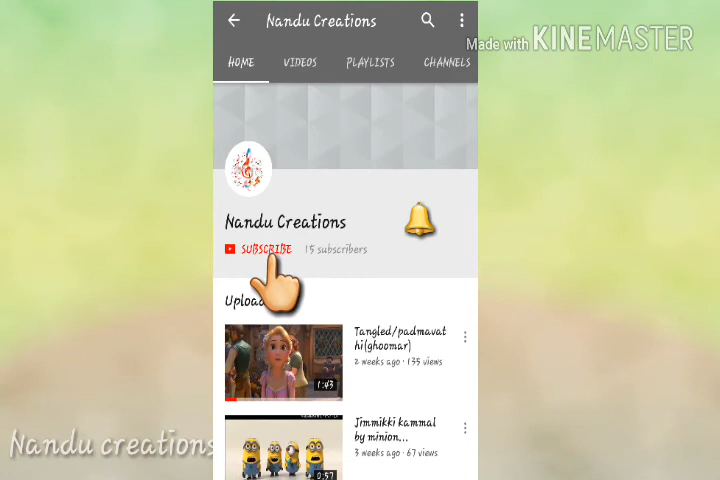 Nandu Creations
Made with KINEMASTER
HOME VIDEOS PLAYLISTS CHANNELS
Nandu Creations
SUBSCRIBE 15 subscribers
Upload
Tangled/padmavat
hi(ghoomar)
2 weeks ago · 135 views
1:43
Jimmikki kammal
by minion...
3 weeks ago · 67 views
0:57
Nandu creations